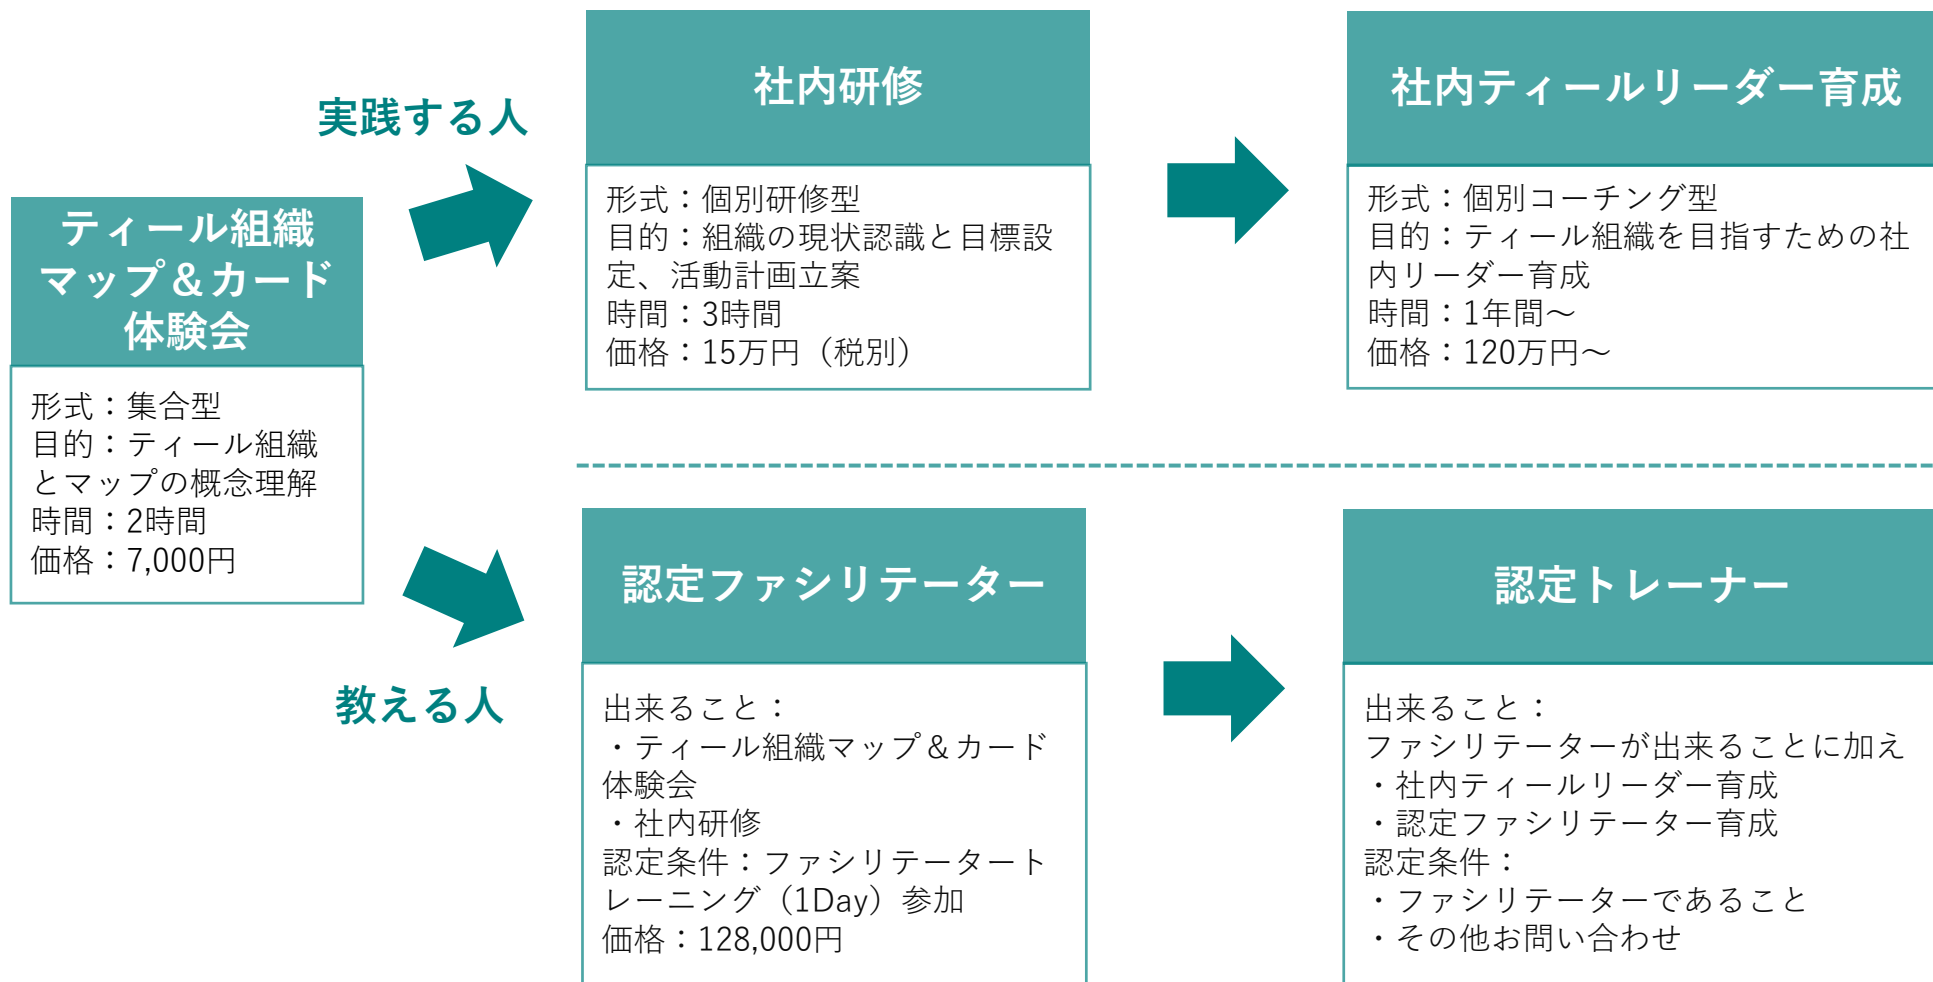 ティール組織
マップ＆カード
体験会
形式：集合型
目的：ティール組織
とマップの概念理解
時間：2時間
価格：7,000円
実践する人
社内研修
形式：個別研修型
目的：組織の現状認識と目標設
定、活動計画立案
時間：3時間
価格：15万円（税別）
社内ティールリーダー育成
形式：個別コーチング型
目的：ティール組織を目指すための社
内リーダー育成
時間：1年間～
価格：120万円～
教える人
認定ファシリテーター
出来ること：
・ティール組織マップ＆カード
体験会
・社内研修
認定条件：ファシリテータート
レーニング（1Day）参加
価格：128,000円
認定トレーナー
出来ること：
ファシリテーターが出来ることに加え
・社内ティールリーダー育成
・認定ファシリテーター育成
認定条件：
・ファシリテーターであること
・その他お問い合わせ